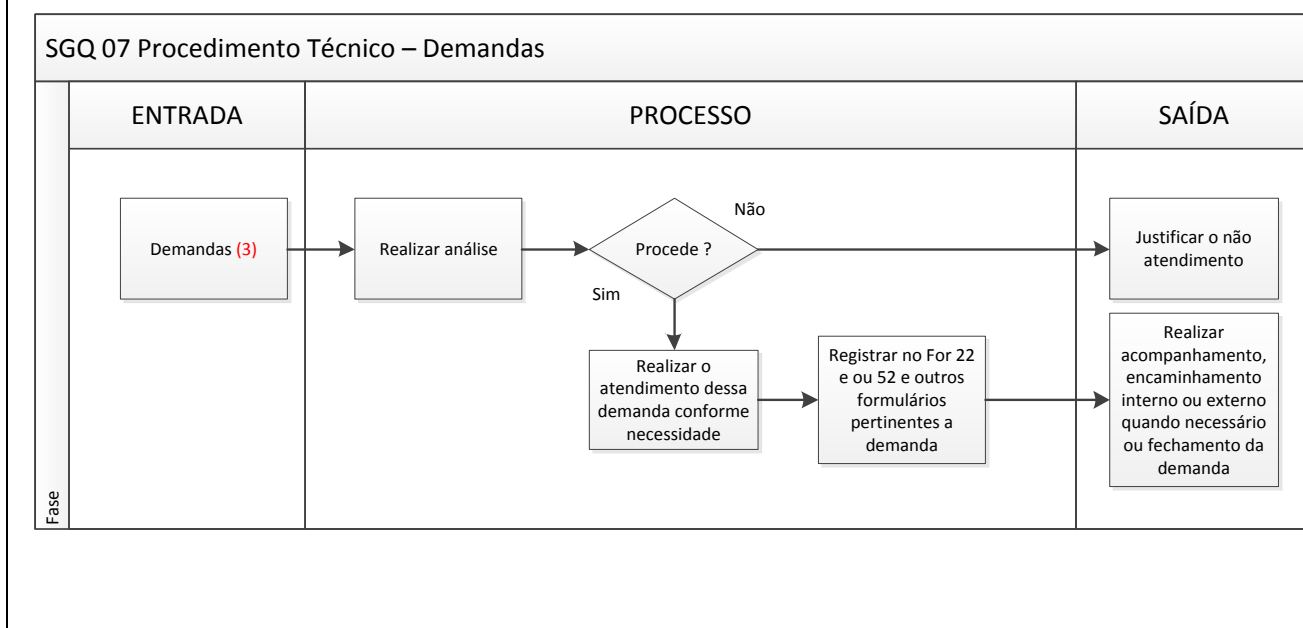 SGQ 07 Procedimento Técnico – Demandas
ENTRADA
PROCESSO
SAÍDA
Fase
Demandas (3)
Realizar análise
Procede ?
Não
Sim
Justificar o não
atendimento
Realizar o
atendimento dessa
demanda conforme
necessidade
Registrar no For 22
e ou 52 e outros
formulários
pertinentes a
demanda
Realizar
acompanhamento,
encaminhamento
interno ou externo
quando necessário
ou fechamento da
demanda